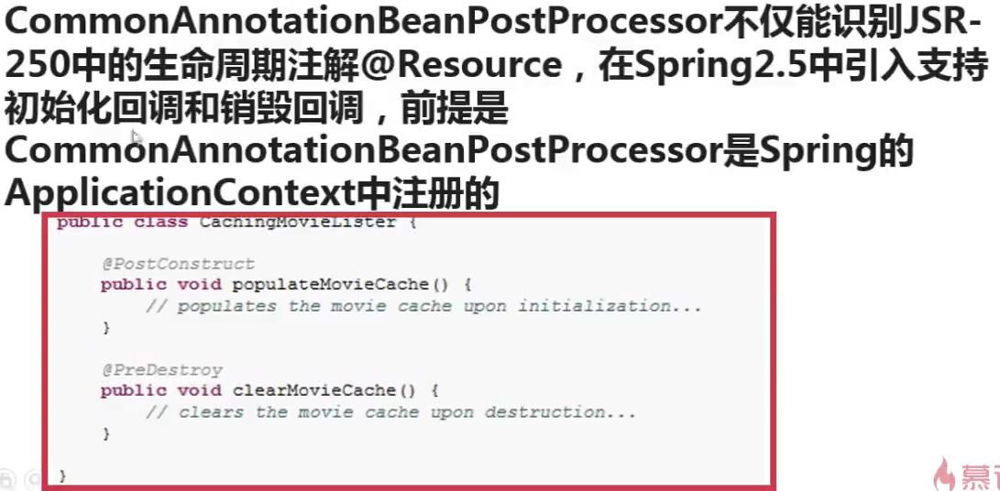 CommonAnnotationBeanPostProcessor不仅能识别JSR-
250中的生命周期注解@Resource，在Spring2.5中引入支持
初始化回调和销毁回调，前提是
CommonAnnotationBeanPostProcessor是Spring的
ApplicationContext中注册的
public class CachingMovieLister {
@PostConstruct
public void populateMovieCache() {
// populates the movie cache upon initialization...
}
@PreDestroy
public void clearMovieCache() {
// clears the movie cache upon destruction...
}
}
慕